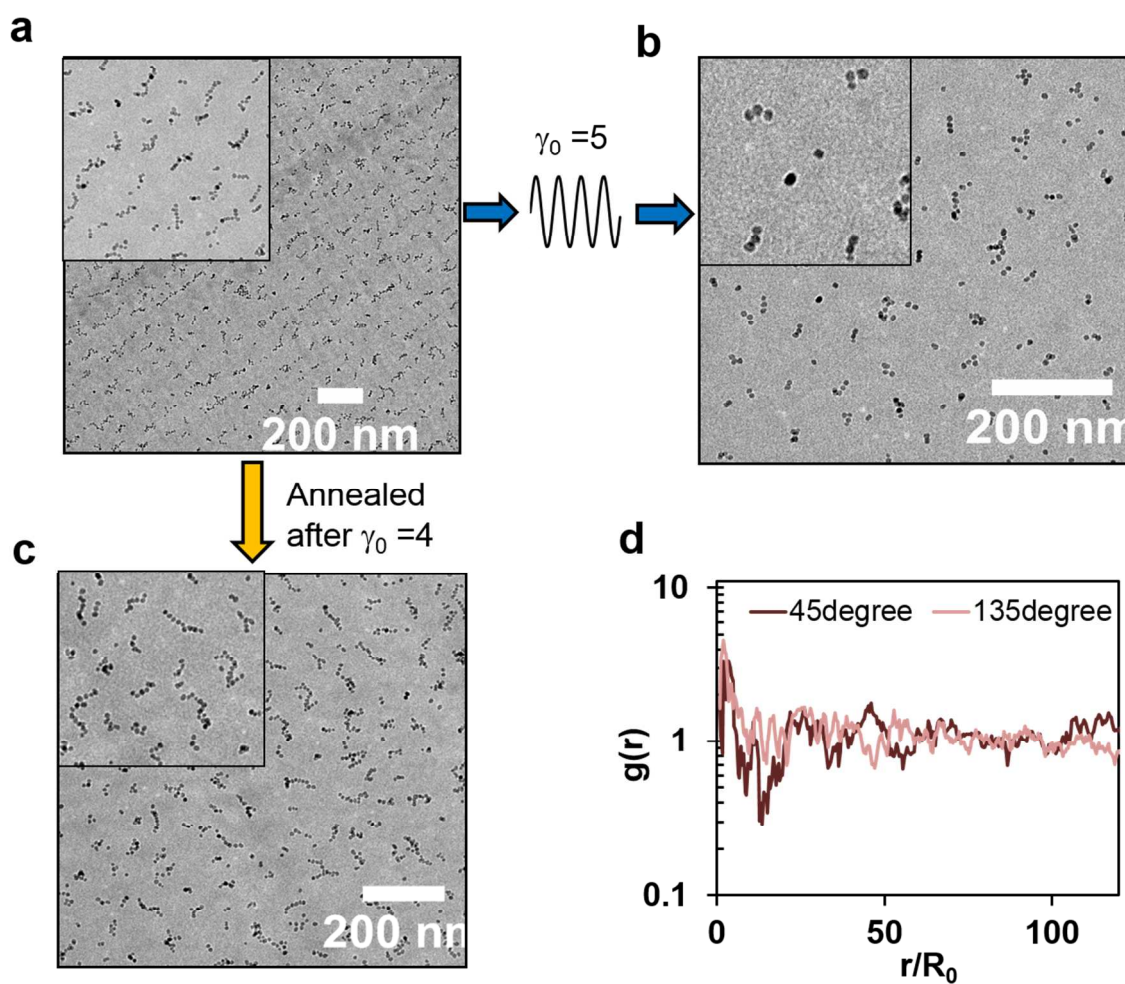 a
b
γ₀ =5
200 nm
200 nm
Annealed
after γ₀ =4
c
d
10
45degree
135degree
g(r)
1
200 nm
0.1
0
50
100
r/R₀